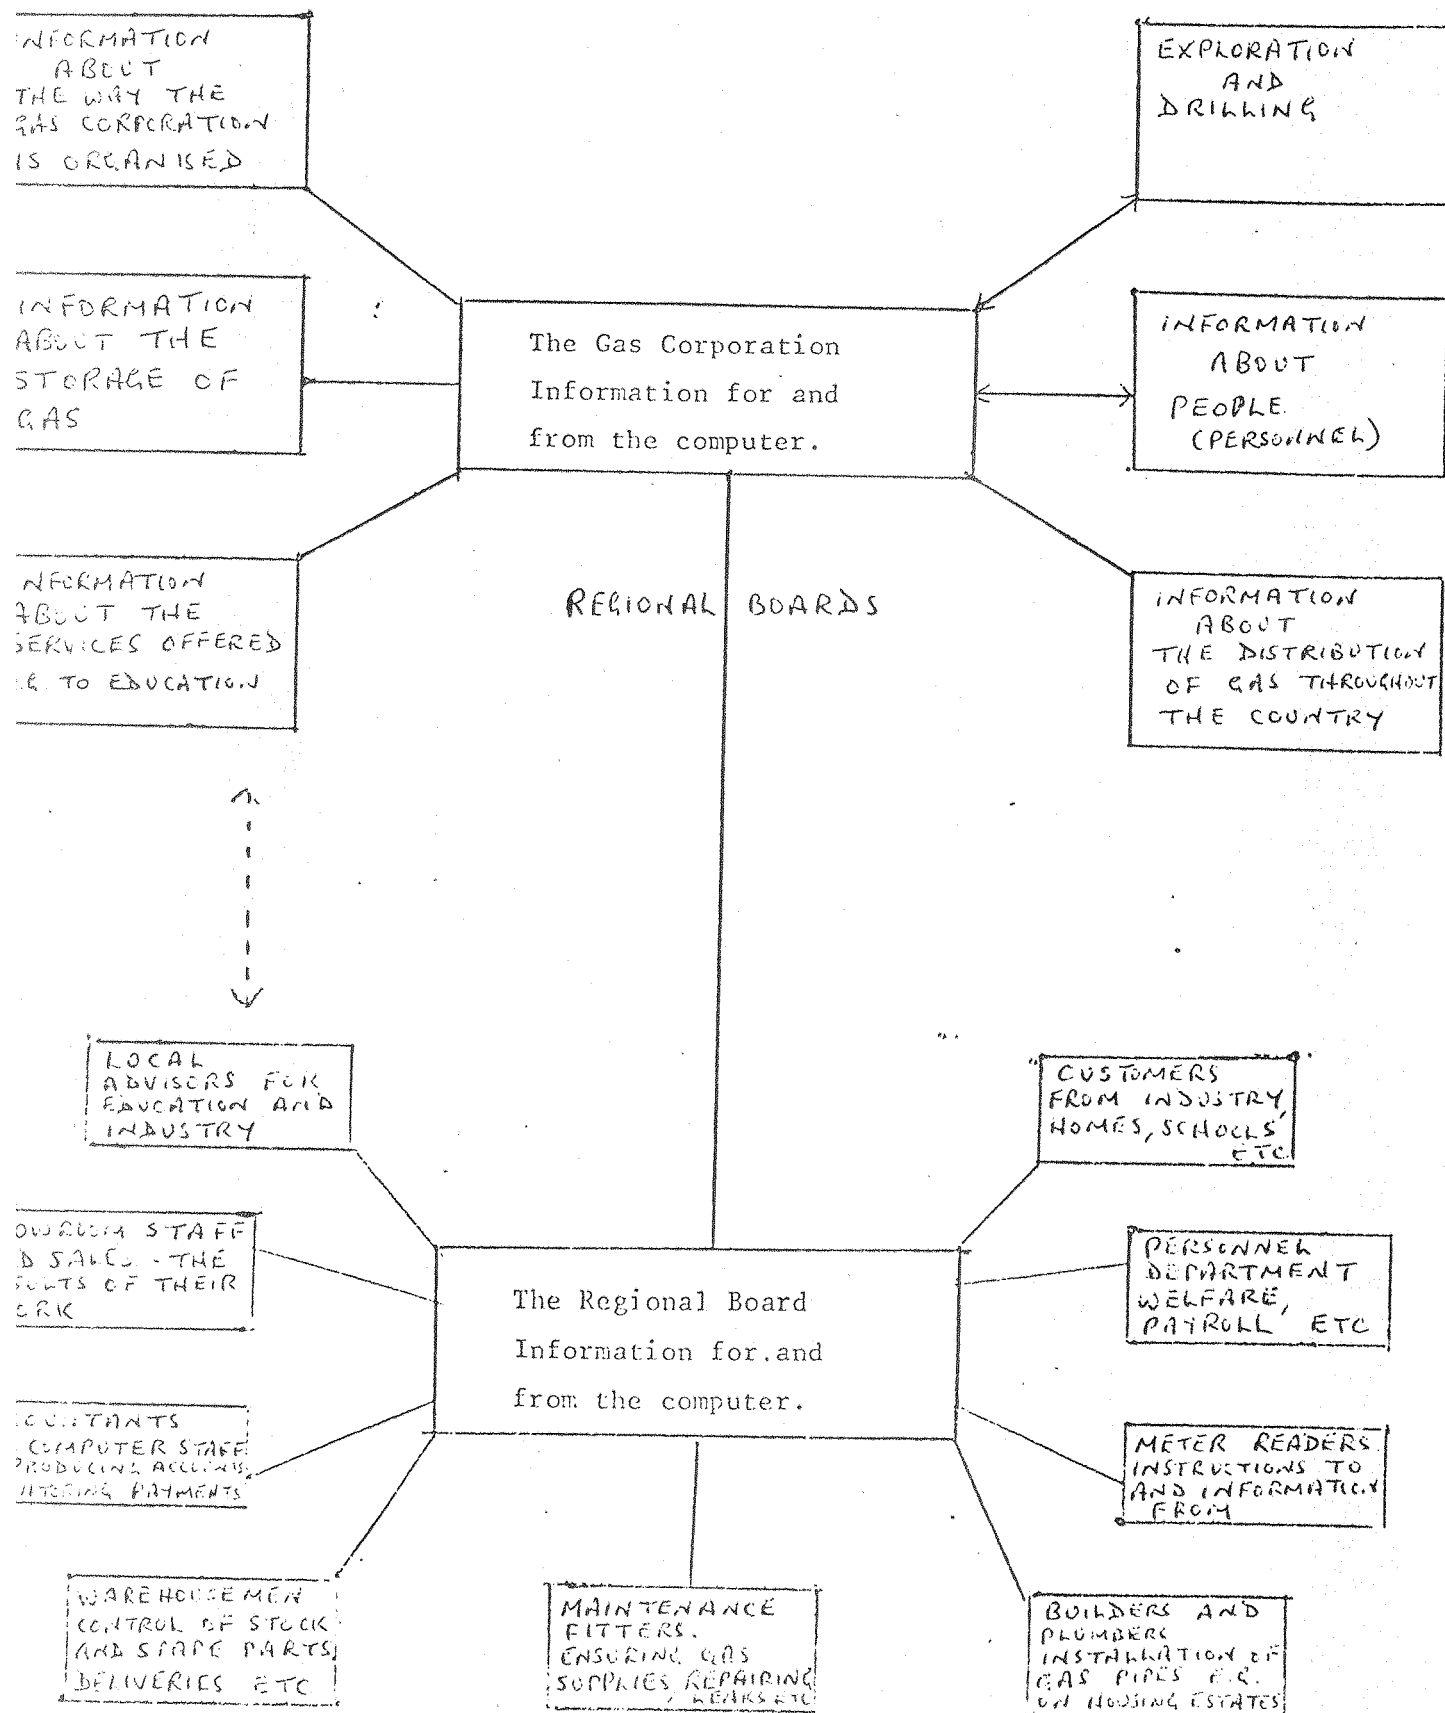 INFORMATION
ABOUT
THE WAY THE
GAS CORPORATION
IS ORGANISED
EXPLORATION
AND
DRILLING
INFORMATION
ABOUT THE
STORAGE OF
GAS
The Gas Corporation
Information for and
from the computer.
INFORMATION
ABOUT
PEOPLE
(PERSONNEL)
NFORMATION
ABOUT THE
SERVICES OFFERED
.G TO EDUCATION
REGIONAL BOARDS
INFORMATION
ABOUT
THE DISTRIBUTION
OF GAS THROUGHOUT
THE COUNTRY
LOCAL
ADVISORS FOR
EDUCATION AND
INDUSTRY
CUSTOMERS
FROM INDUSTRY,
HOMES, SCHOOLS
ETC
STAFF
SALES - THE
OF THEIR
The Regional Board
Information for and
from the computer.
PERSONNEL
DEPARTMENT
WELFARE,
PAYROLL ETC
COMPUTER STAFF
PRODUCING ACCOUNTS
PAYMENTS
METER READERS
INSTRUCTIONS TO
AND INFORMATION
FROM
WAREHOUSEMEN
CONTROL OF STOCK
AND SPARE PARTS
DELIVERIES ETC
MAINTENANCE
FITTERS.
ENSURING GAS
SUPPLIES REPAIRING
LEAKS ETC
BUILDERS AND
PLUMBERS
INSTALLATION OF
GAS PIPES E.G.
ON HOUSING ESTATES